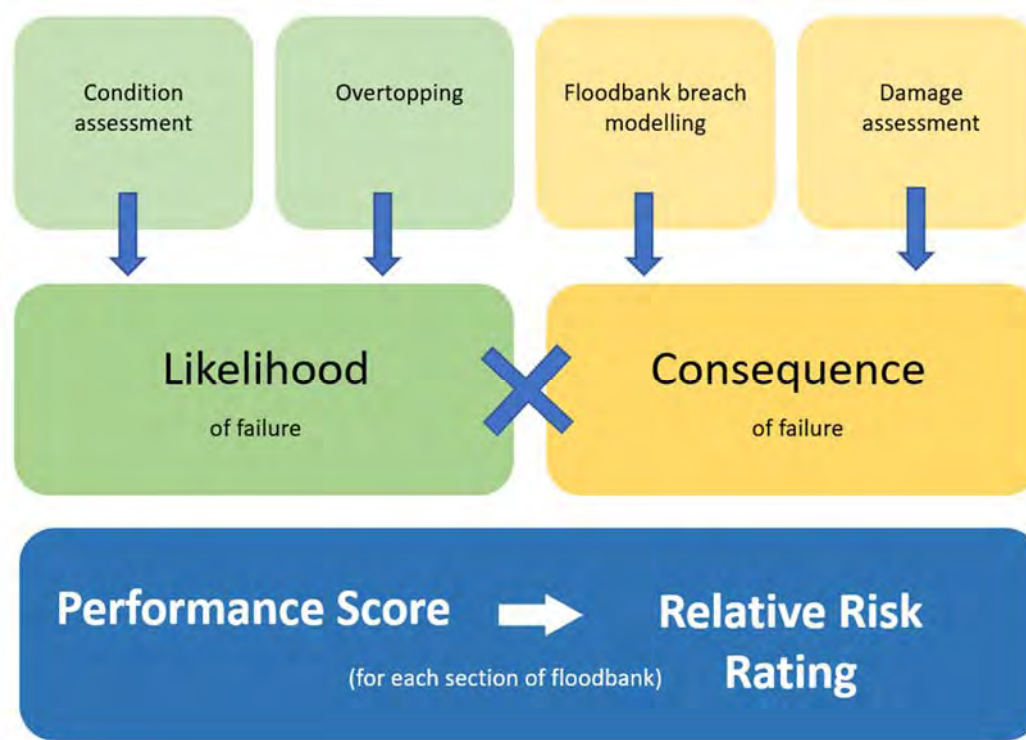 Condition
assessment
Overtopping
Floodbank breach
modelling
Damage
assessment
Likelihood
of failure
Consequence
of failure
Performance Score
Relative Risk
Rating
(for each section of floodbank)